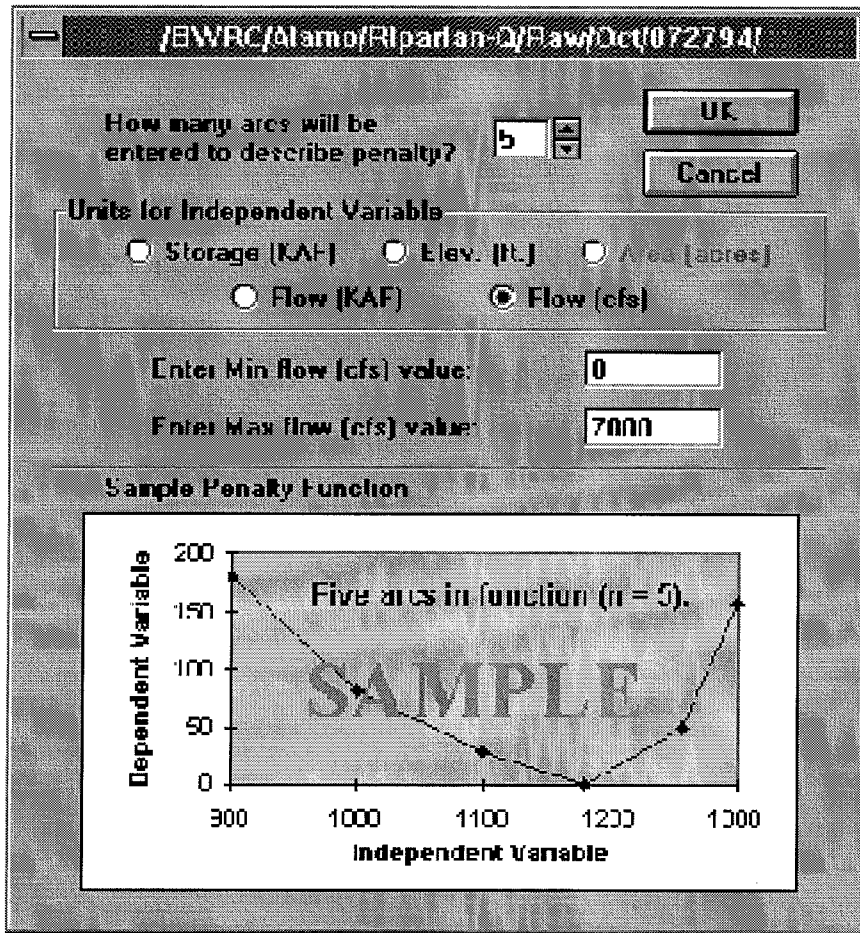 /BWRC/Alamo/Riparian-Q/Raw/Oct/072794/
How many arcs will be
entered to describe penalty?
5
OK
Cancel
Units for Independent Variable
Storage (KAF)
Elev. (ft.)
Area (acres)
Flow (KAF)
Flow (cfs)
Enter Min flow (cfs) value:
0
Enter Max flow (cfs) value:
7000
Sample Penalty Function
Dependent Variable
200
150
100
50
0
Five arcs in function (n = 5).
SAMPLE
900
1000
1100
1200
1300
Independent Variable